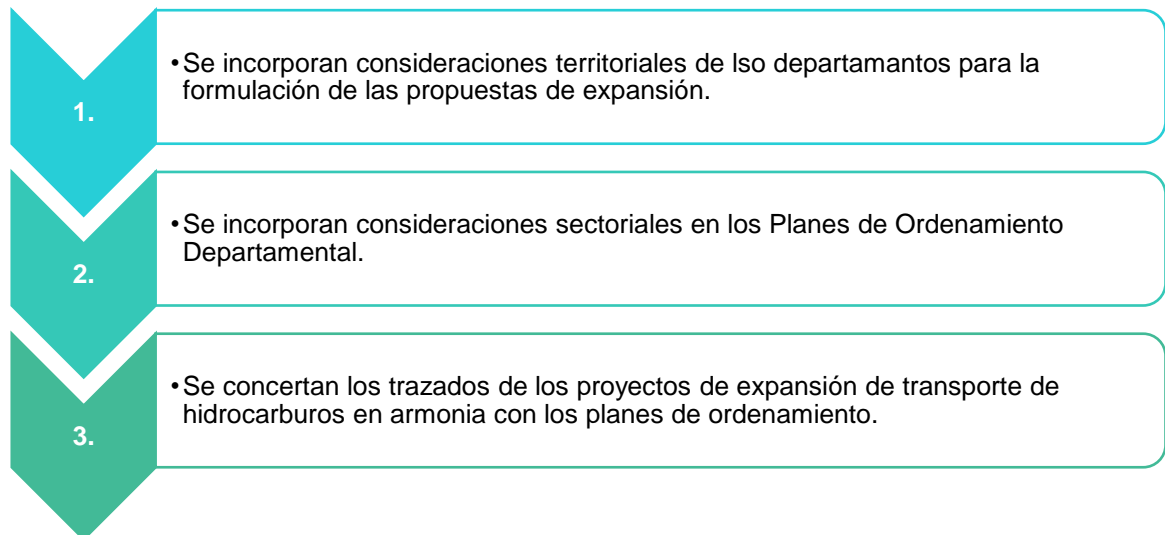 1.
•Se incorporan consideraciones territoriales de lso departamantos para la
formulación de las propuestas de expansión.
2.
•Se incorporan consideraciones sectoriales en los Planes de Ordenamiento
Departamental.
3.
•Se concertan los trazados de los proyectos de expansión de transporte de
hidrocarburos en armonia con los planes de ordenamiento.